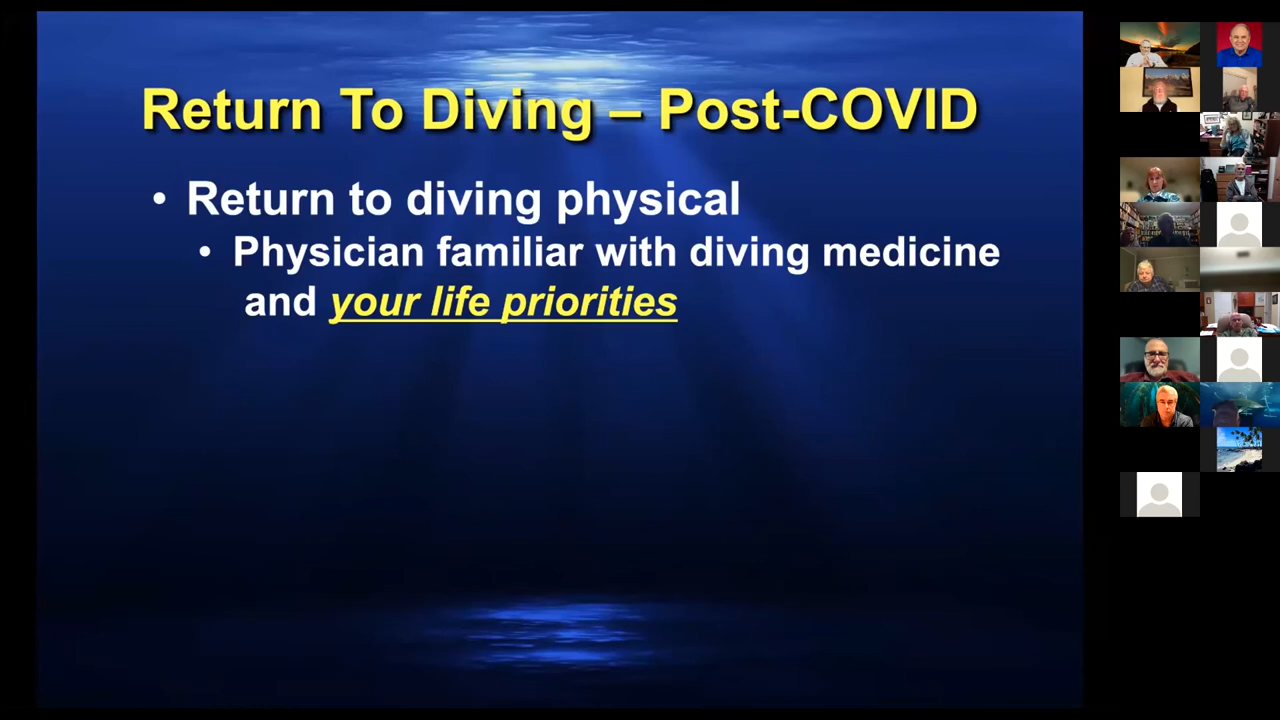 Return To Diving – Post-COVID
• Return to diving physical
• Physician familiar with diving medicine
and your life priorities